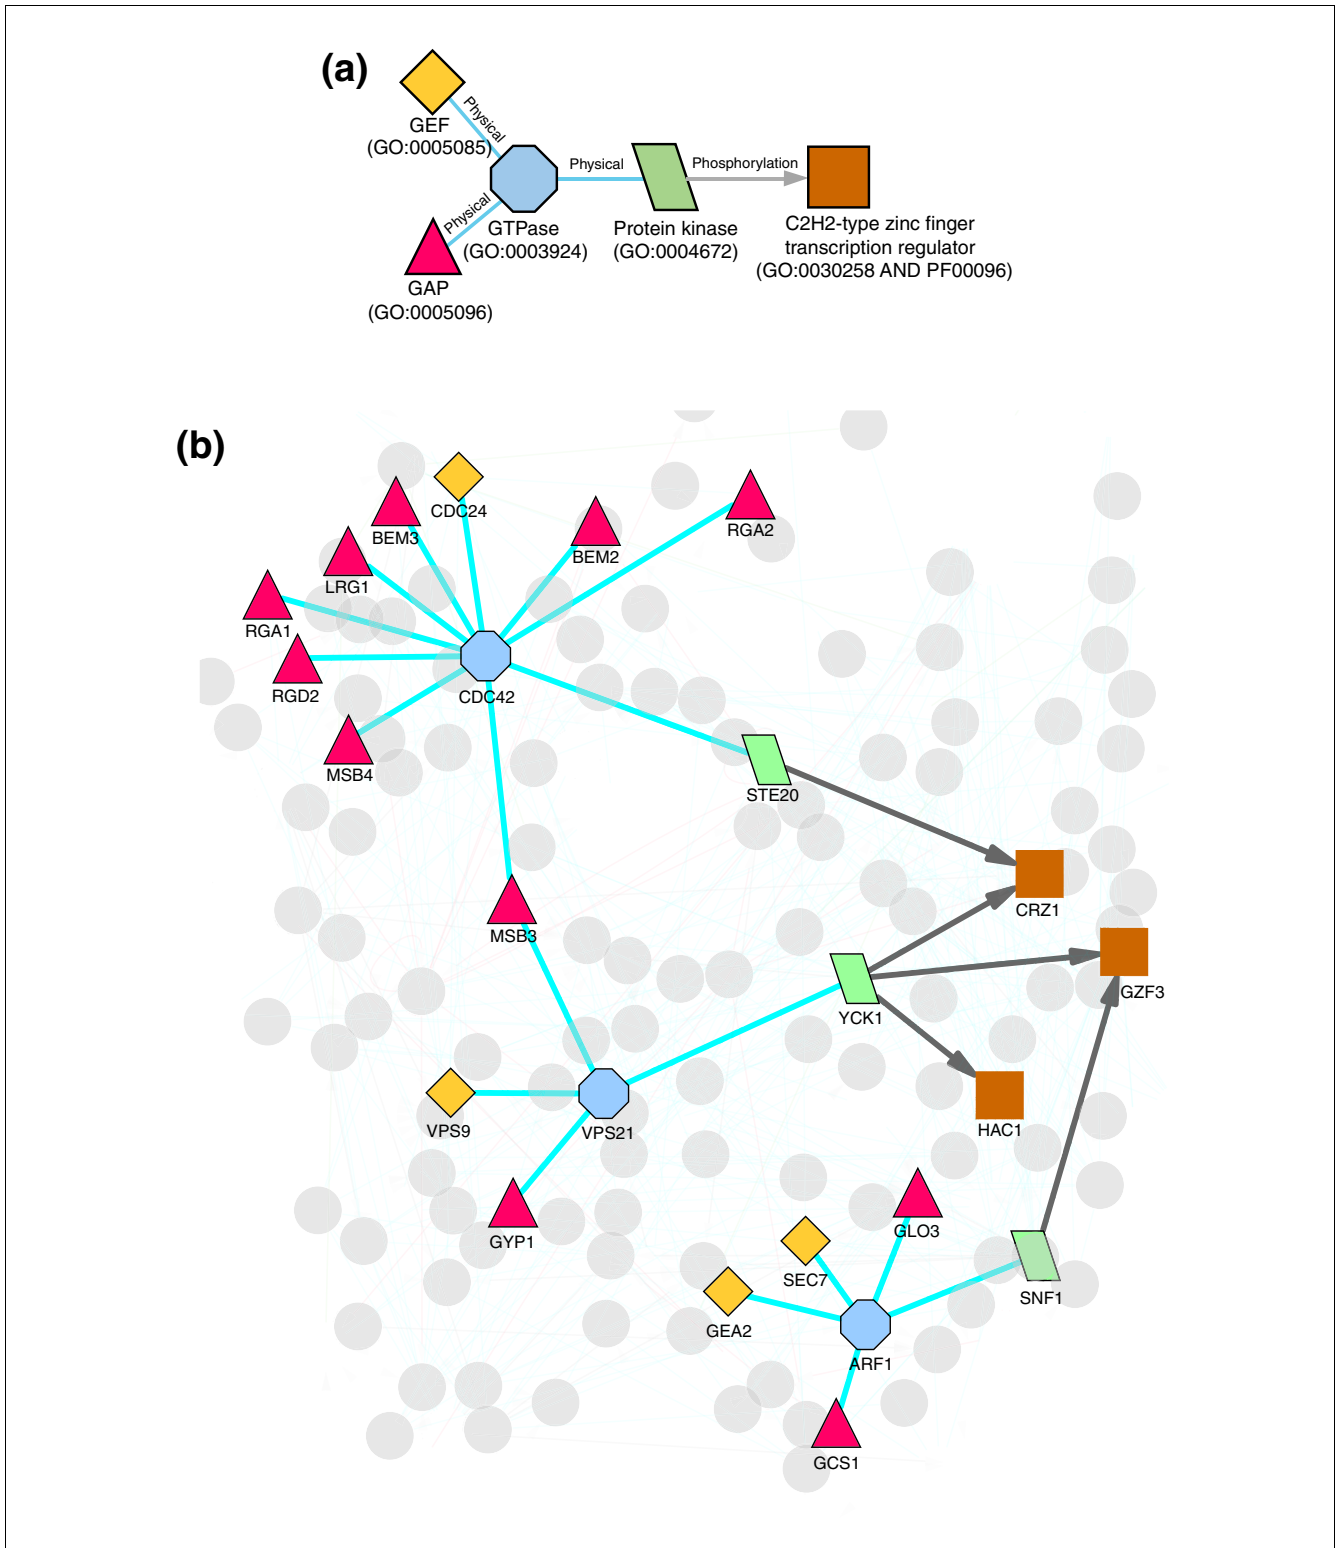 (a)
Physical
GEF
(GO:0005085)
Physical
Physical
Phosphorylation
GTPase
(GO:0003924)
Protein kinase
(GO:0004672)
C2H2-type zinc finger
transcription regulator
(GO:0030258 AND PF00096)
GAP
(GO:0005096)
(b)
CDC24
BEM3
RGA2
BEM2
LRG1
RGA1
RGD2
CDC42
MSB4
STE20
CRZ1
MSB3
GZF3
YCK1
VPS9
VPS21
HAC1
GYP1
GLO3
SEC7
SNF1
GEA2
ARF1
GCS1